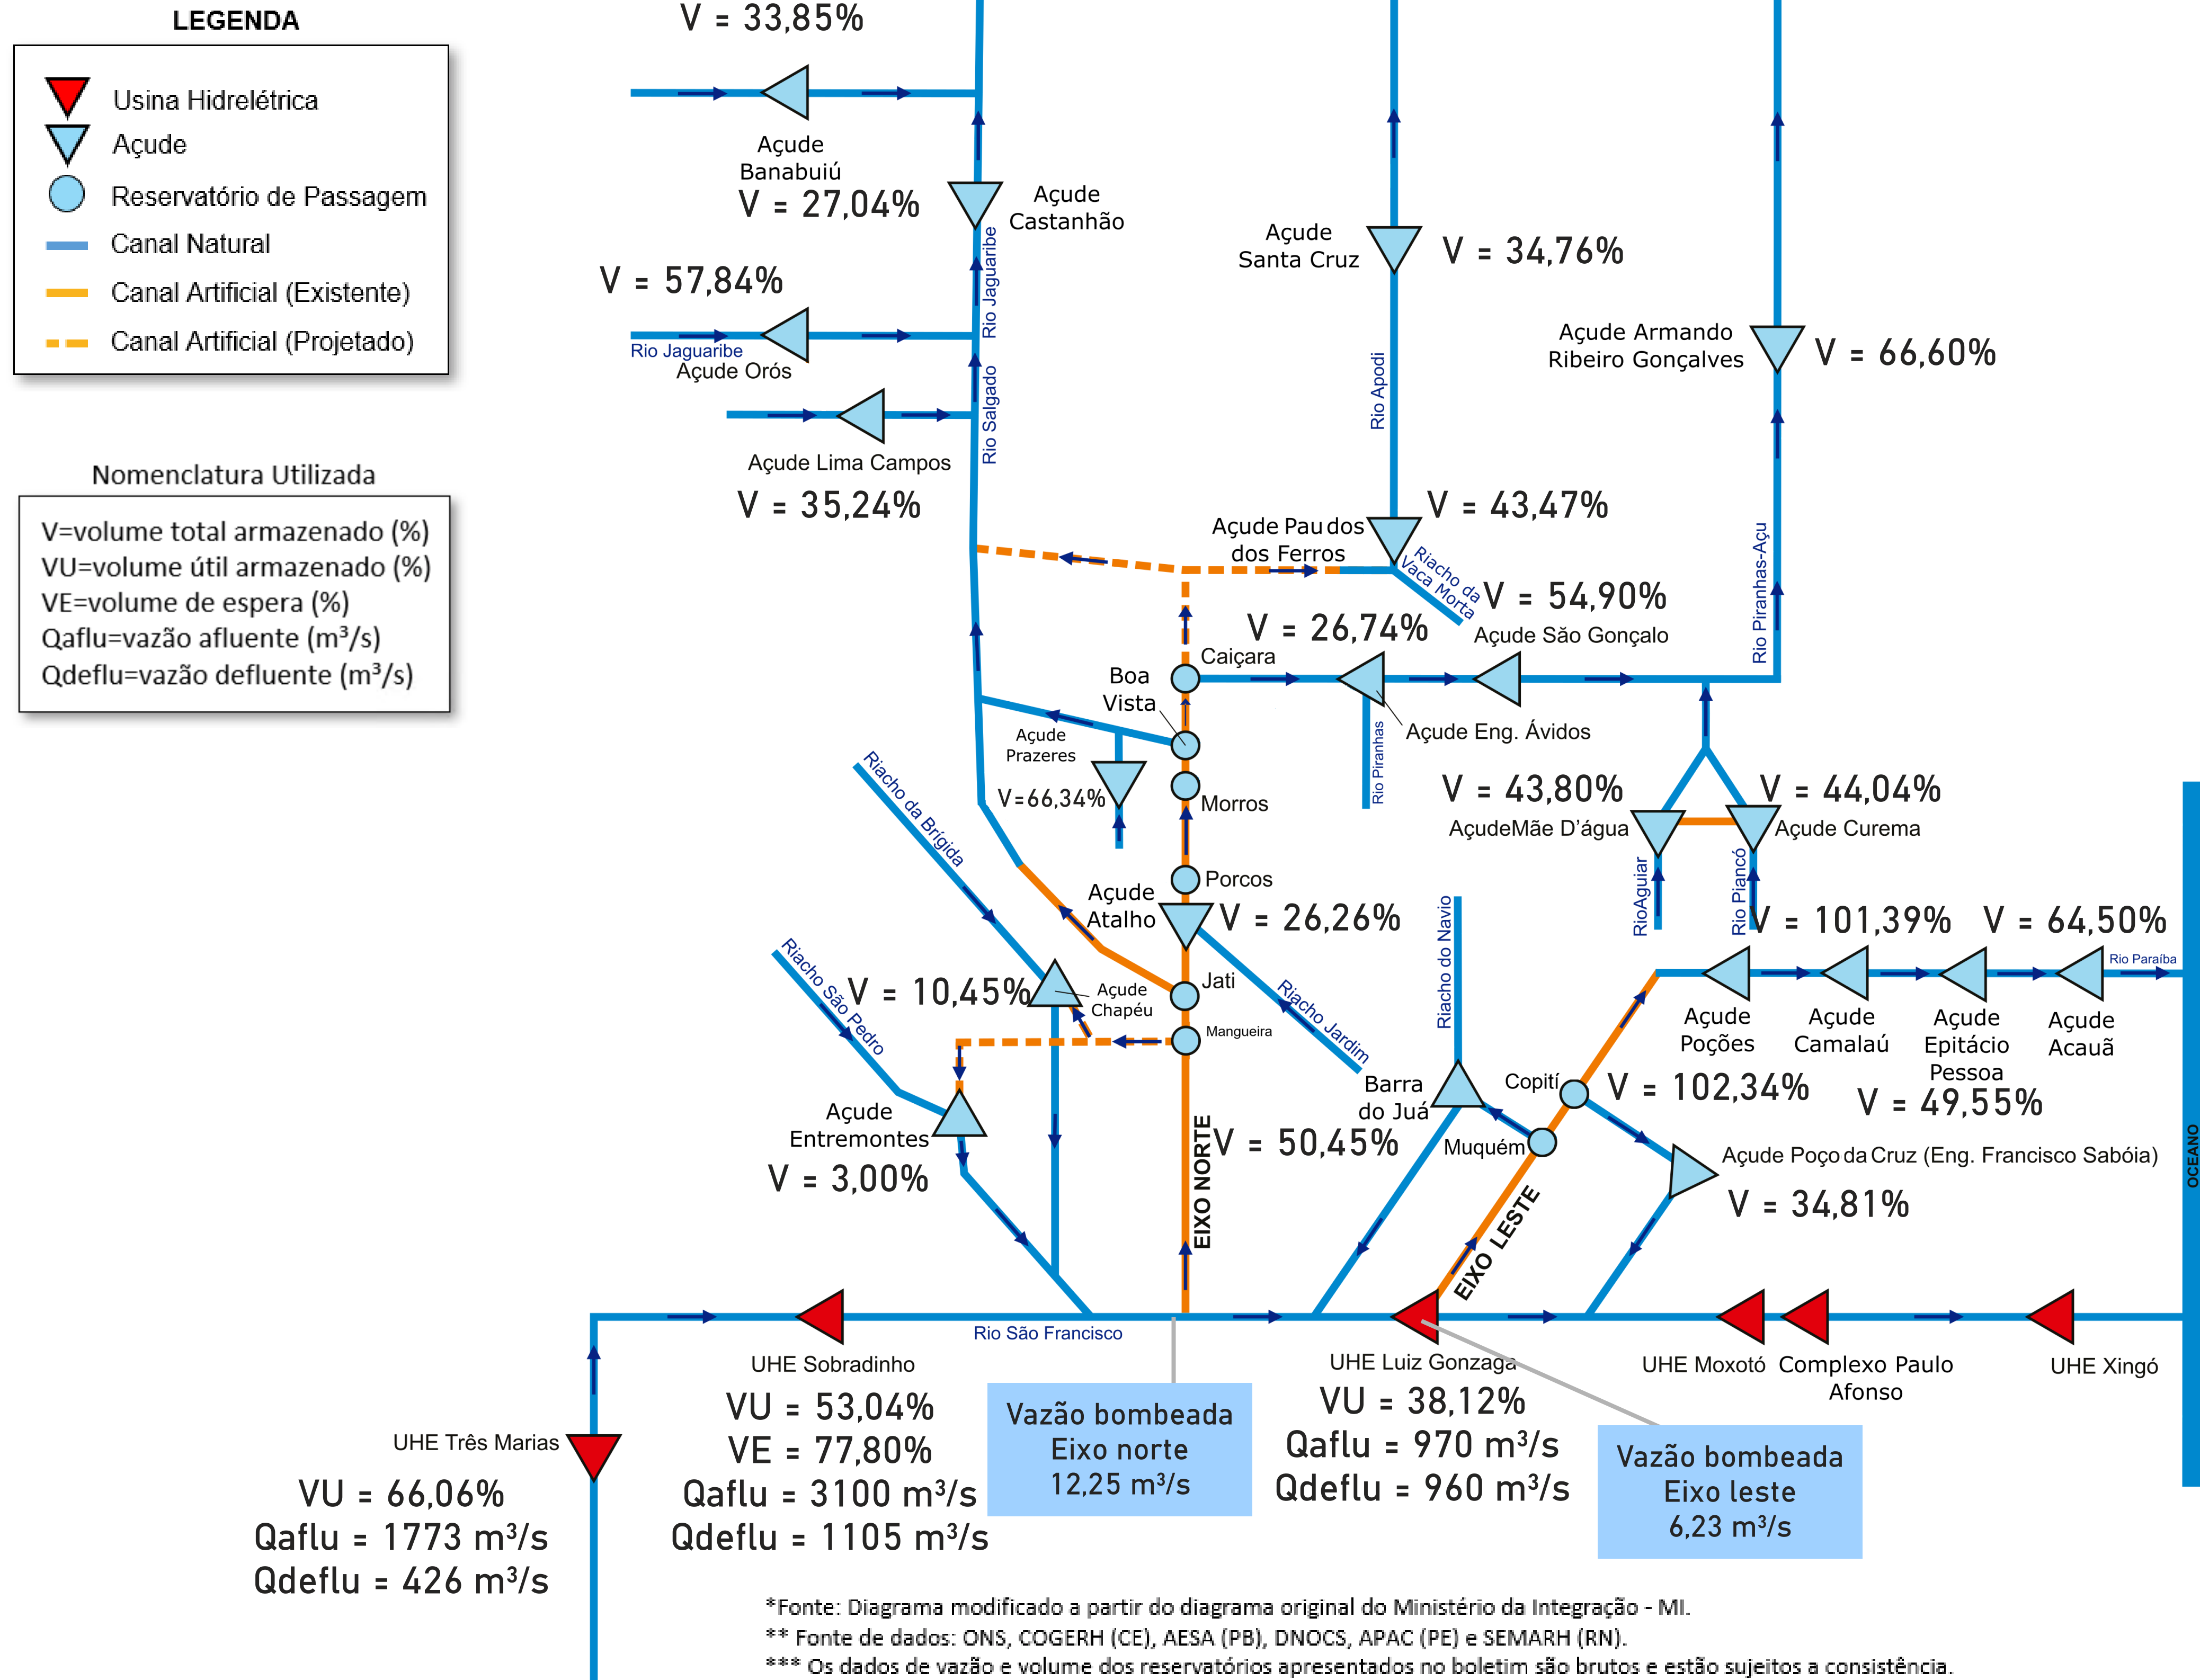 LEGENDA
Usina Hidrelétrica
Açude
Reservatório de Passagem
Canal Natural
Canal Artificial (Existente)
Canal Artificial (Projetado)
Nomenclatura Utilizada
V=volume total armazenado (%)
VU=volume útil armazenado (%)
VE=volume de espera (%)
Qaflu=vazão afluente (m³/s)
Qdeflu=vazão defluente (m³/s)
V = 33,85%
Açude
Banabuiú
V = 27,04%
Açude
Castanhão
Rio Jaguaribe
V = 57,84%
Rio Jaguaribe
Açude Orós
Rio Salgado
Açude Lima Campos
V = 35,24%
Açude
Santa Cruz
V = 34,76%
Rio Apodi
Açude Armando
Ribeiro Gonçalves
V = 66,60%
Rio Piranhas-Açu
Açude Pau dos
dos Ferros
V = 43,47%
Riacho da
Vaca Morta
V = 54,90%
Açude São Gonçalo
V = 26,74%
Caiçara
Boa
Vista
Açude Eng. Ávidos
Rio Piranhas
Açude
Prazeres
V=66,34%
Morros
V = 43,80%
AçudeMãe D'água
V = 44,04%
Açude Curema
RioAguiar
Rio Piancó
Riacho da Brígida
Porcos
Açude
Atalho
V = 26,26%
Riacho São Pedro
V = 10,45%
Açude
Chapéu
Jati
Mangueira
Riacho Jardim
Riacho do Navio
V = 101,39%
V = 64,50%
Rio Paraíba
Açude
Poções
Açude
Camalaú
Açude
Epitácio
Pessoa
Açude
Acauã
V = 102,34%
V = 49,55%
Açude
Entremontes
V = 3,00%
EIXO NORTE
Barra
do Juá
V = 50,45%
Copití
Muquém
EIXO LESTE
Açude Poço da Cruz (Eng. Francisco Sabóia)
V = 34,81%
OCEANO
Rio São Francisco
UHE Sobradinho
VU = 53,04%
VE = 77,80%
Qaflu = 3100 m³/s
Qdeflu = 1105 m³/s
UHE Três Marias
VU = 66,06%
Qaflu = 1773 m³/s
Qdeflu = 426 m³/s
Vazão bombeada
Eixo norte
12,25 m³/s
UHE Luiz Gonzaga
VU = 38,12%
Qaflu = 970 m³/s
Qdeflu = 960 m³/s
Vazão bombeada
Eixo leste
6,23 m³/s
UHE Moxotó
Complexo Paulo
Afonso
UHE Xingó
*Fonte: Diagrama modificado a partir do diagrama original do Ministério da Integração - MI.
** Fonte de dados: ONS, COGERH (CE), AESA (PB), DNOCS, APAC (PE) e SEMARH (RN).
*** Os dados de vazão e volume dos reservatórios apresentados no boletim são brutos e estão sujeitos a consistência.